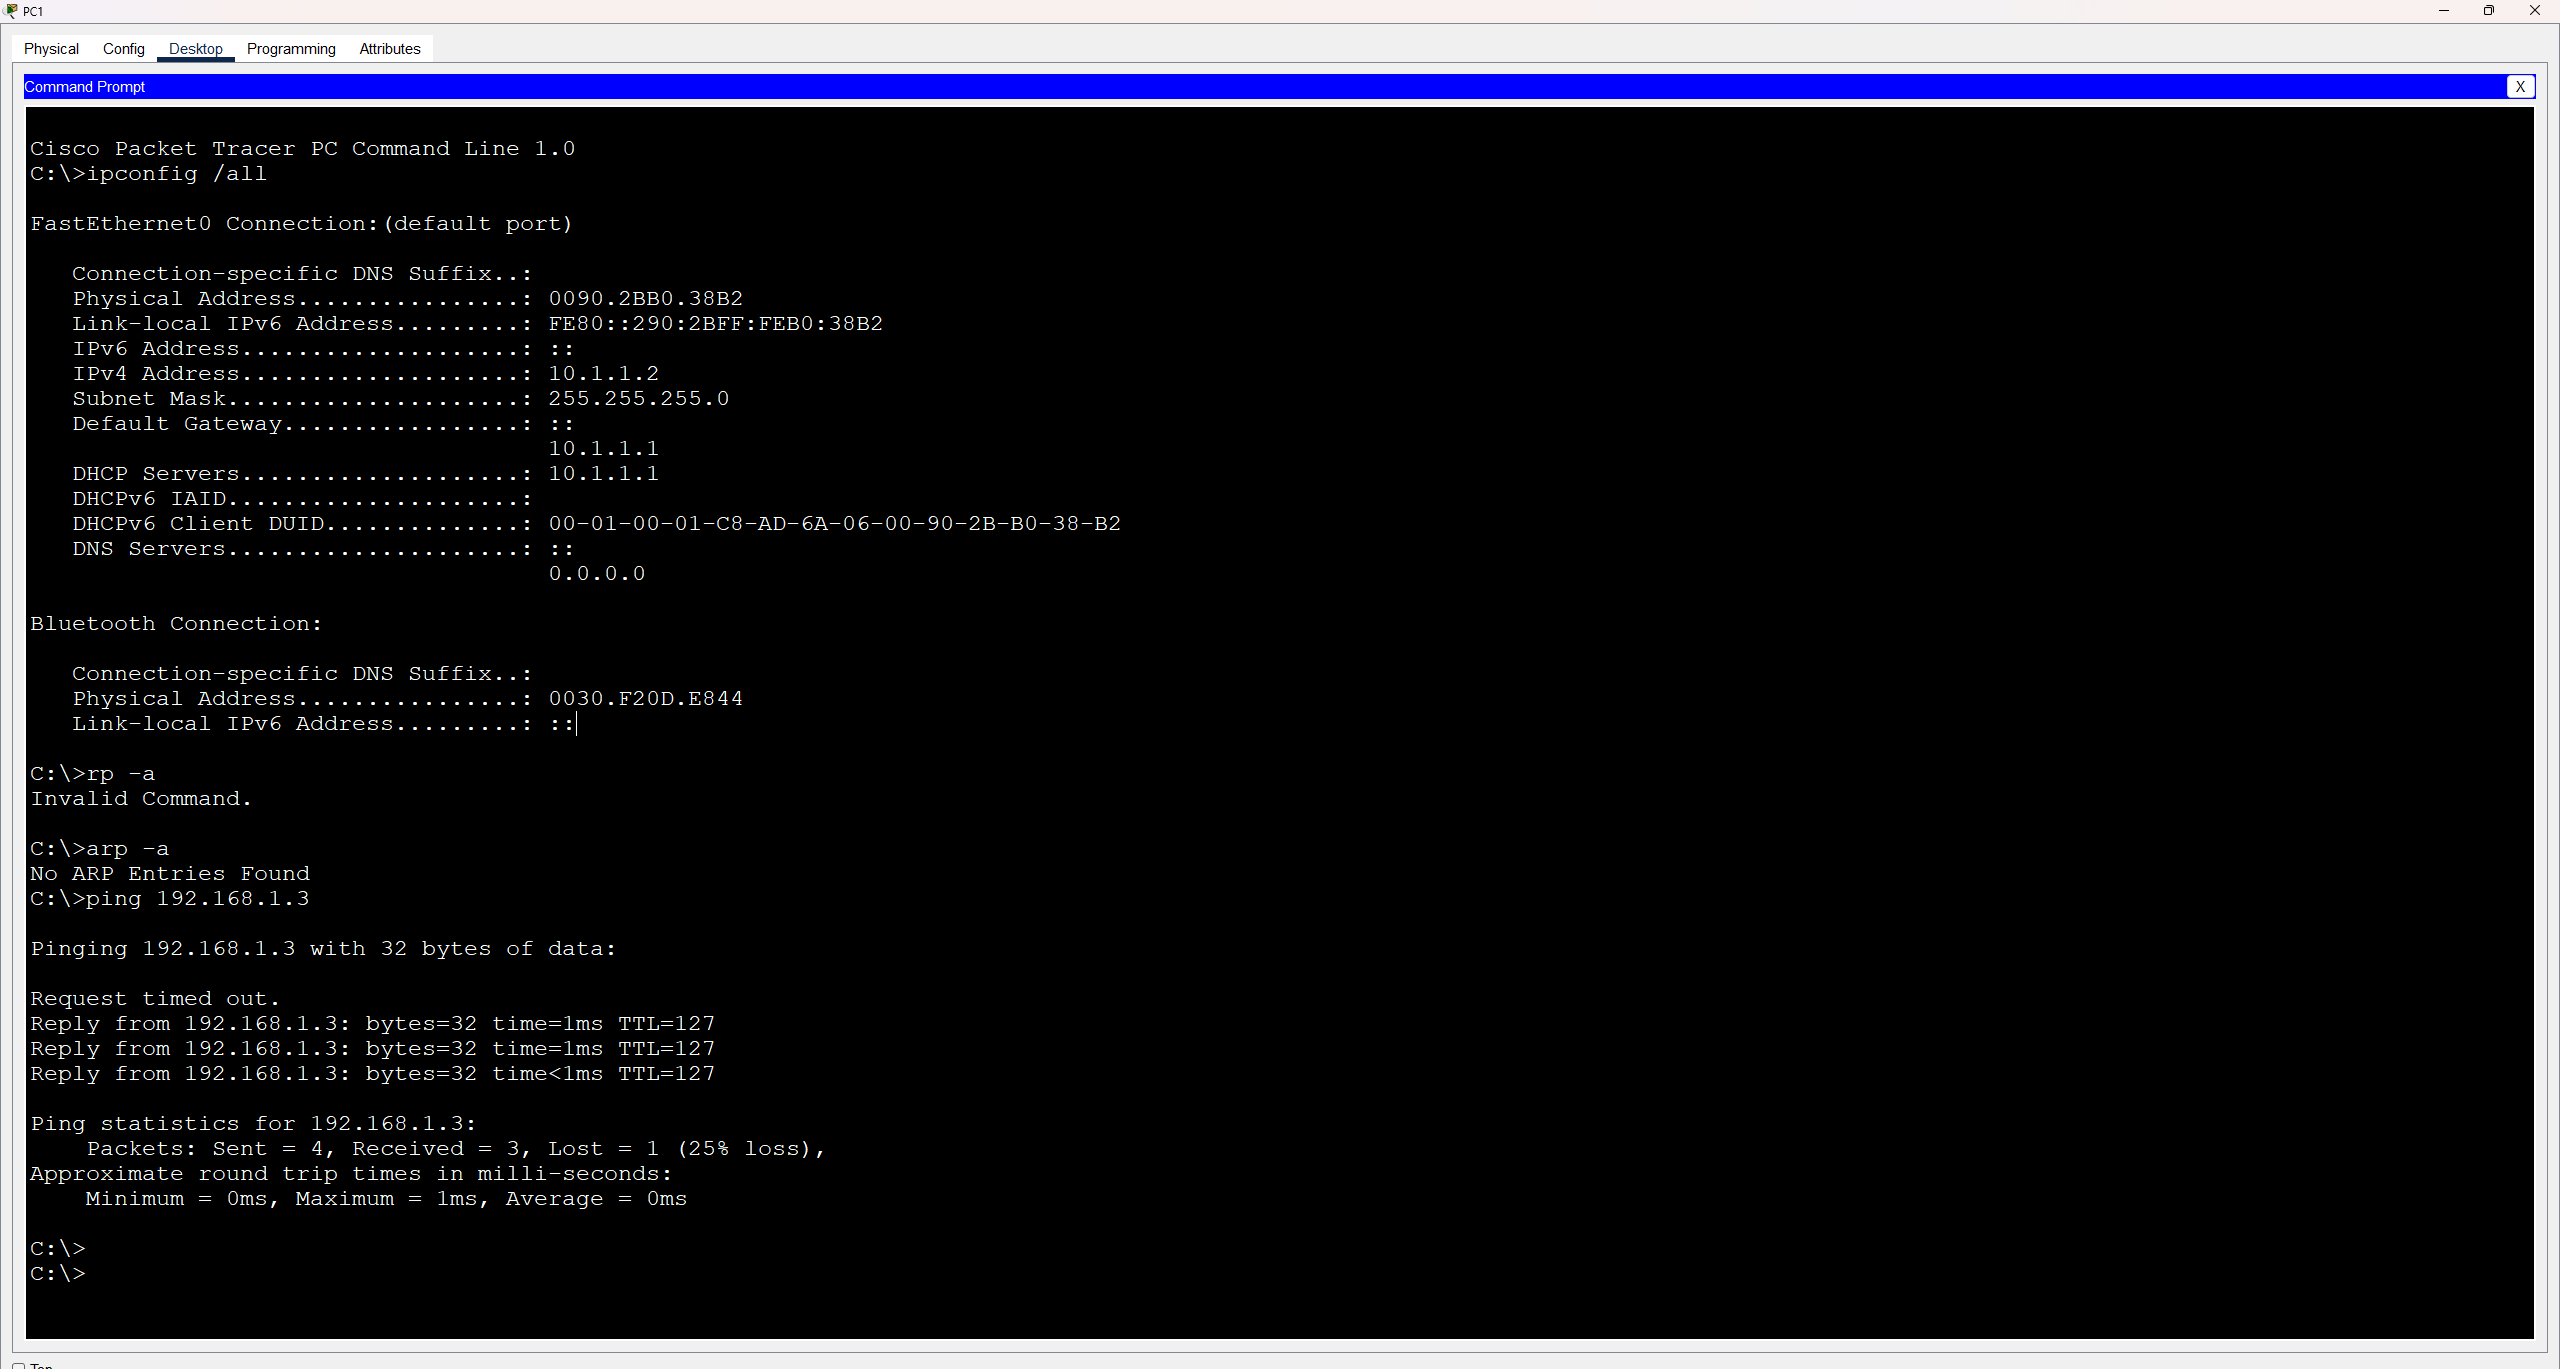 PC1
Physical Config Desktop Programming Attributes
Command Prompt X
Cisco Packet Tracer PC Command Line 1.0
C:\>ipconfig /all
FastEthernet0 Connection:(default port)
Connection-specific DNS Suffix..:
Physical Address................: 0090.2BB0.38B2
Link-local IPv6 Address.........: FE80::290:2BFF:FEB0:38B2
IPv6 Address....................: ::
IPv4 Address....................: 10.1.1.2
Subnet Mask.....................: 255.255.255.0
Default Gateway.................: ::
10.1.1.1
DHCP Servers....................: 10.1.1.1
DHCPv6 IAID.....................:
DHCPv6 Client DUID..............: 00-01-00-01-C8-AD-6A-06-00-90-2B-B0-38-B2
DNS Servers.....................: ::
0.0.0.0
Bluetooth Connection:
Connection-specific DNS Suffix..:
Physical Address................: 0030.F20D.E844
Link-local IPv6 Address.........: ::
C:\>rp -a
Invalid Command.
C:\>arp -a
No ARP Entries Found
C:\>ping 192.168.1.3
Pinging 192.168.1.3 with 32 bytes of data:
Request timed out.
Reply from 192.168.1.3: bytes=32 time=1ms TTL=127
Reply from 192.168.1.3: bytes=32 time=1ms TTL=127
Reply from 192.168.1.3: bytes=32 time<1ms TTL=127
Ping statistics for 192.168.1.3:
Packets: Sent = 4, Received = 3, Lost = 1 (25% loss),
Approximate round trip times in milli-seconds:
Minimum = 0ms, Maximum = 1ms, Average = 0ms
C:\>
C:\>